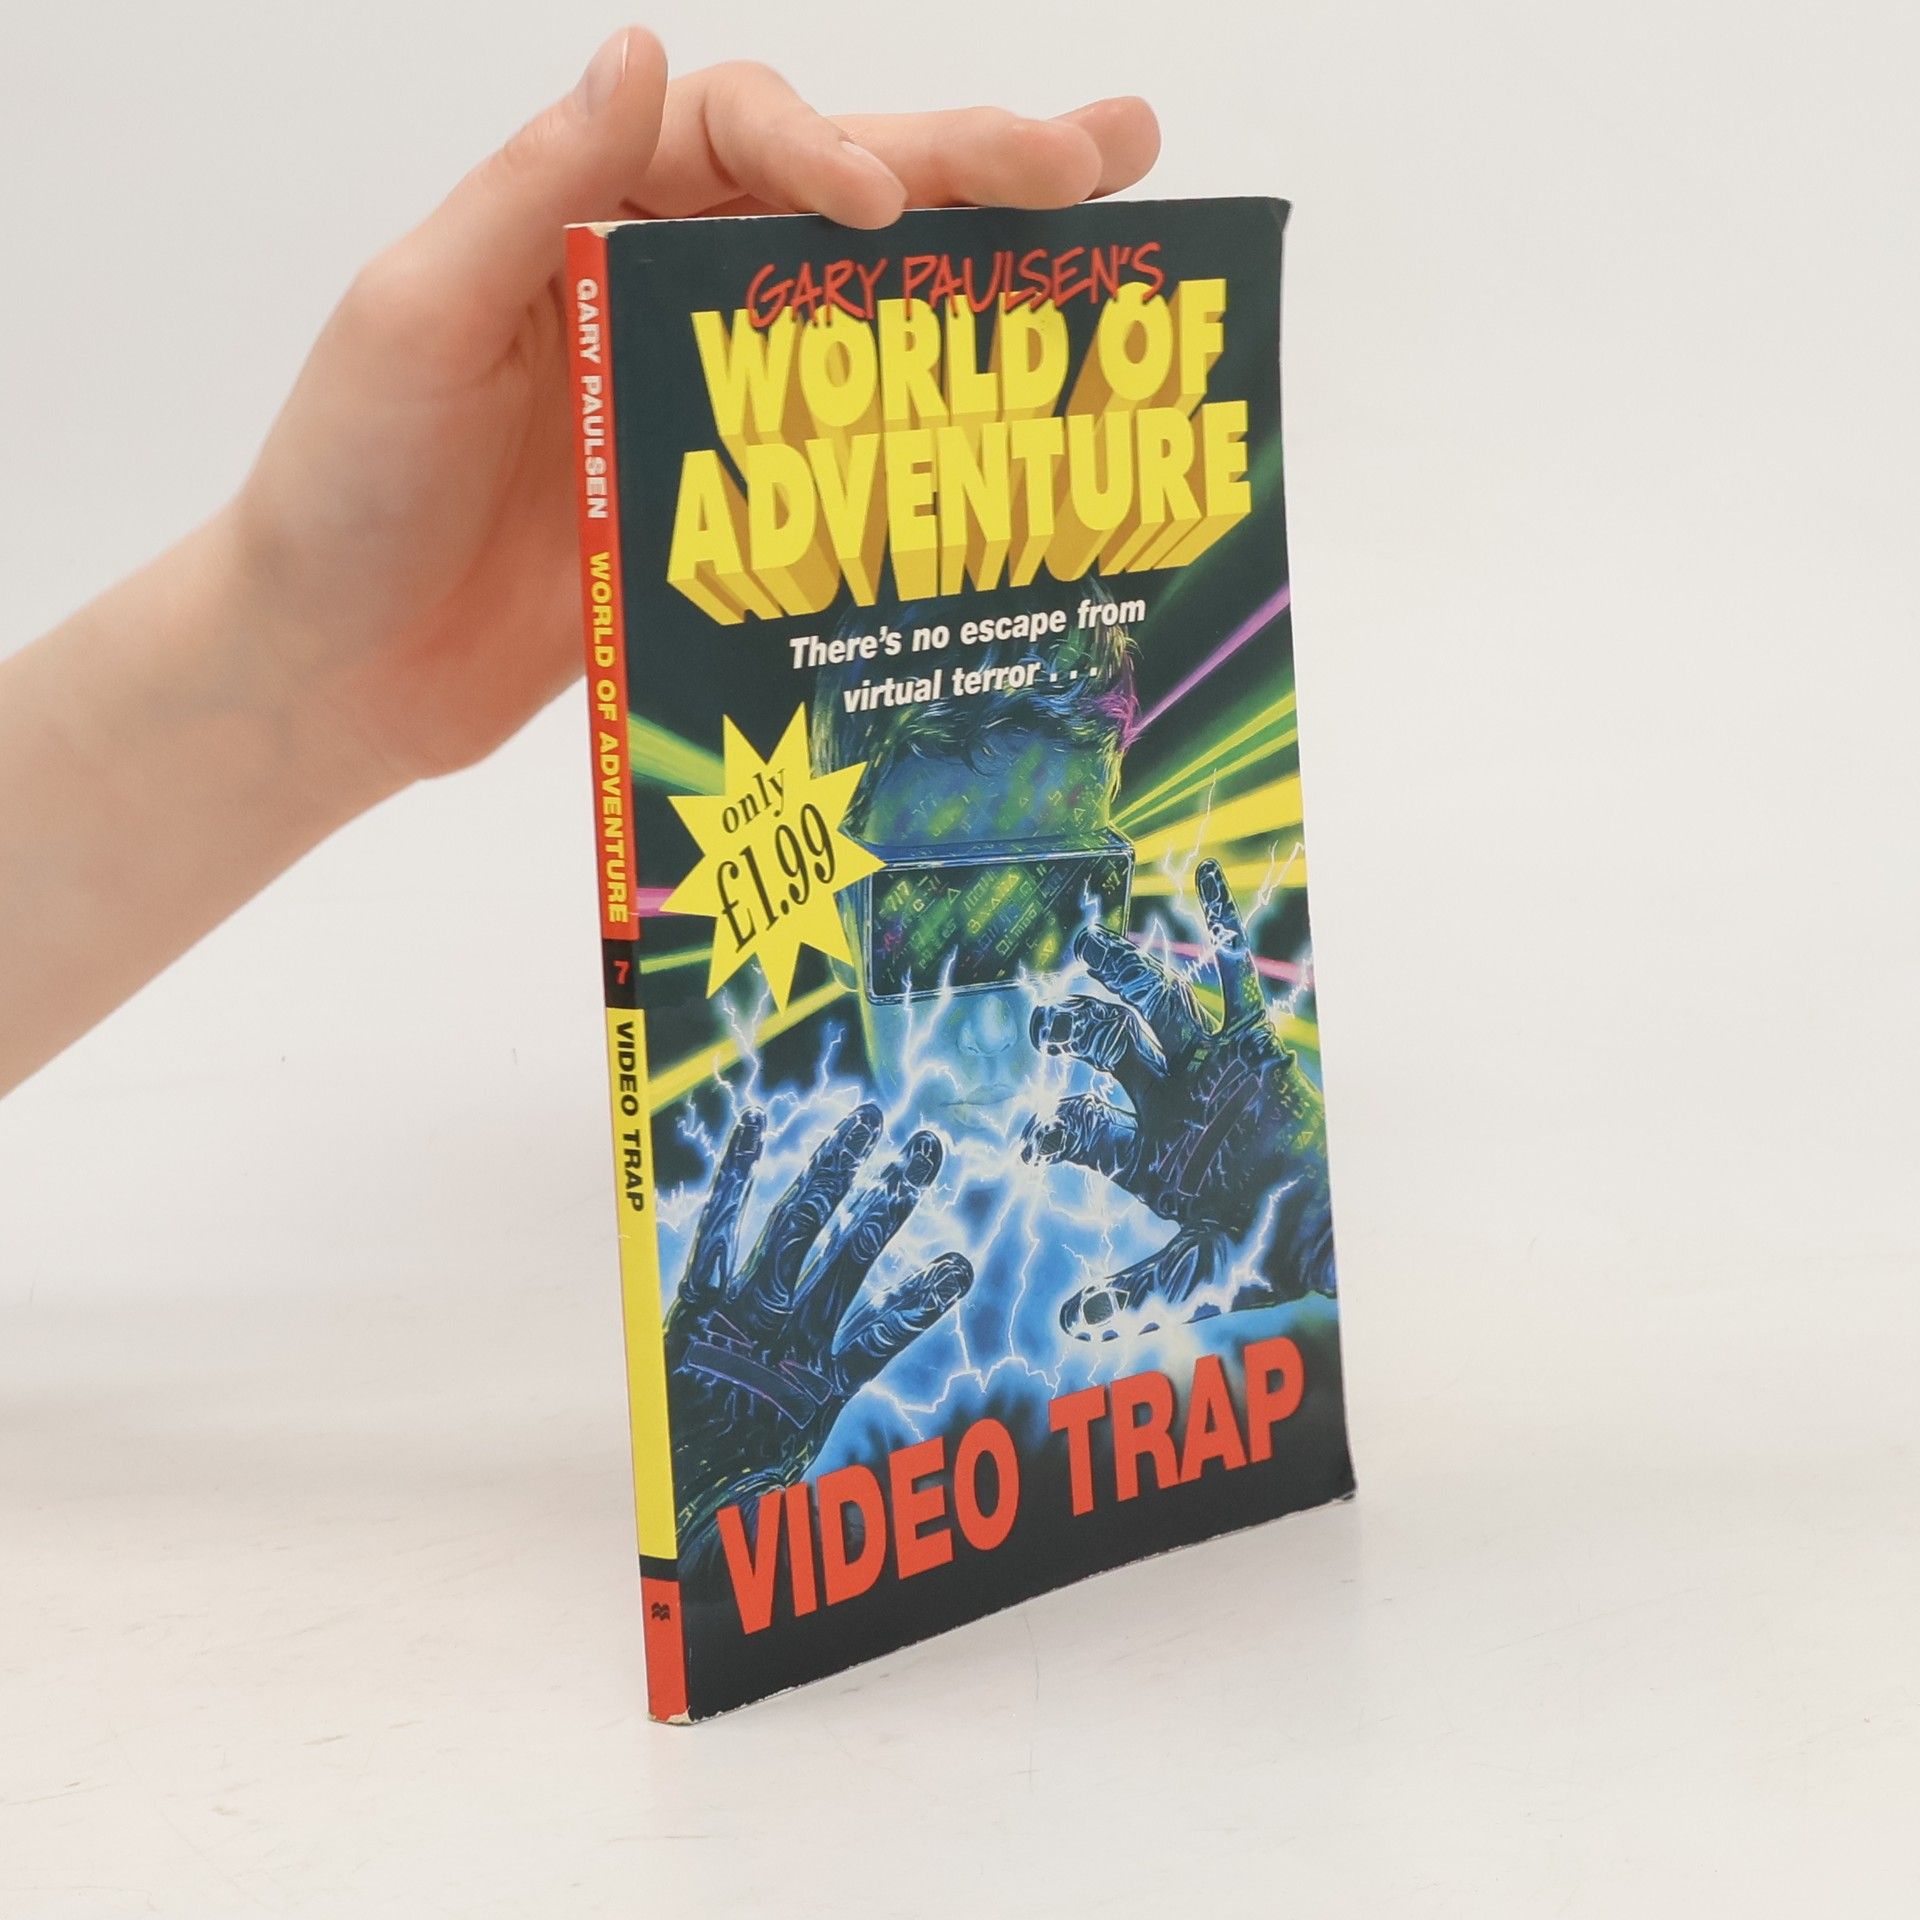 GARY PAULSEN'S
WORLD OF
ADVENTURE
There's no escape from
virtual terror . . .
only
£1.99
VIDEO TRAP
GARY PAULSEN WORLD OF ADVENTURE 7 VIDEO TRAP